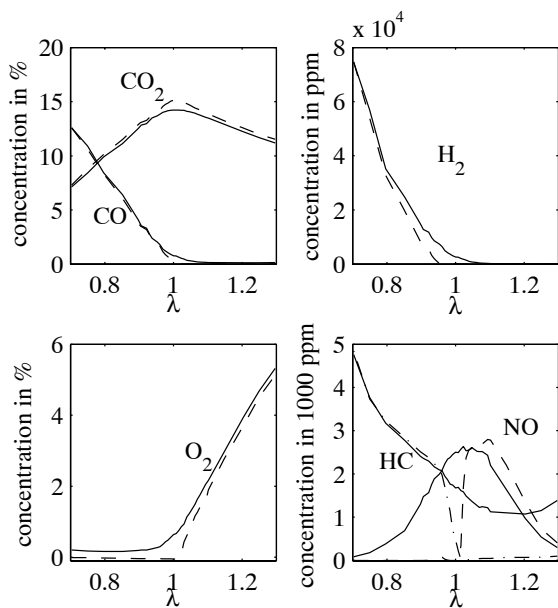 concentration in %
20
15
10
5
0
CO2
CO
0.8 1 1.2
λ
x 10^4
concentration in ppm
8
6
4
2
0
H2
0.8 1 1.2
λ
concentration in %
6
4
2
0
O2
0.8 1 1.2
λ
concentration in 1000 ppm
5
4
3
2
1
0
HC
NO
0.8 1 1.2
λ